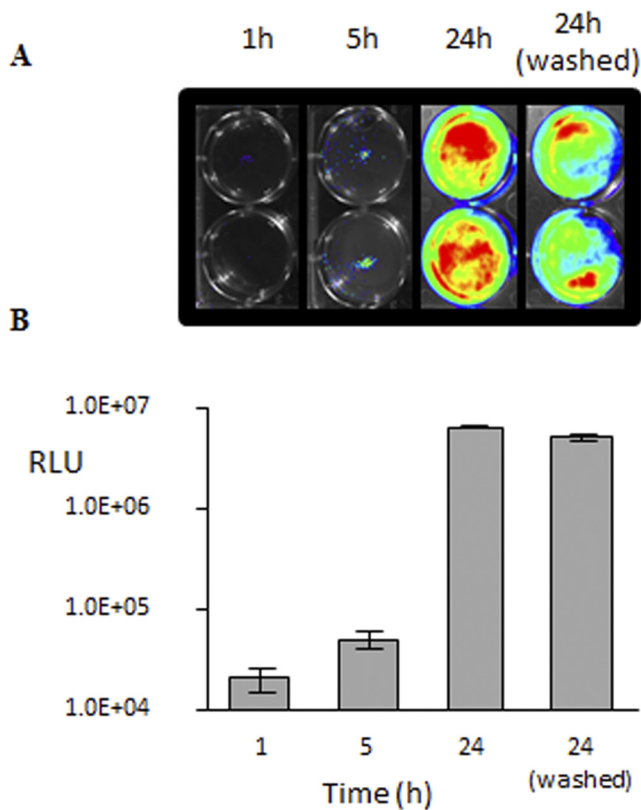 A
1h 5h 24h 24h
(washed)
B
1.0E+07
RLU
1.0E+06
1.0E+05
1.0E+04
1 5 24 24
(washed)
Time (h)